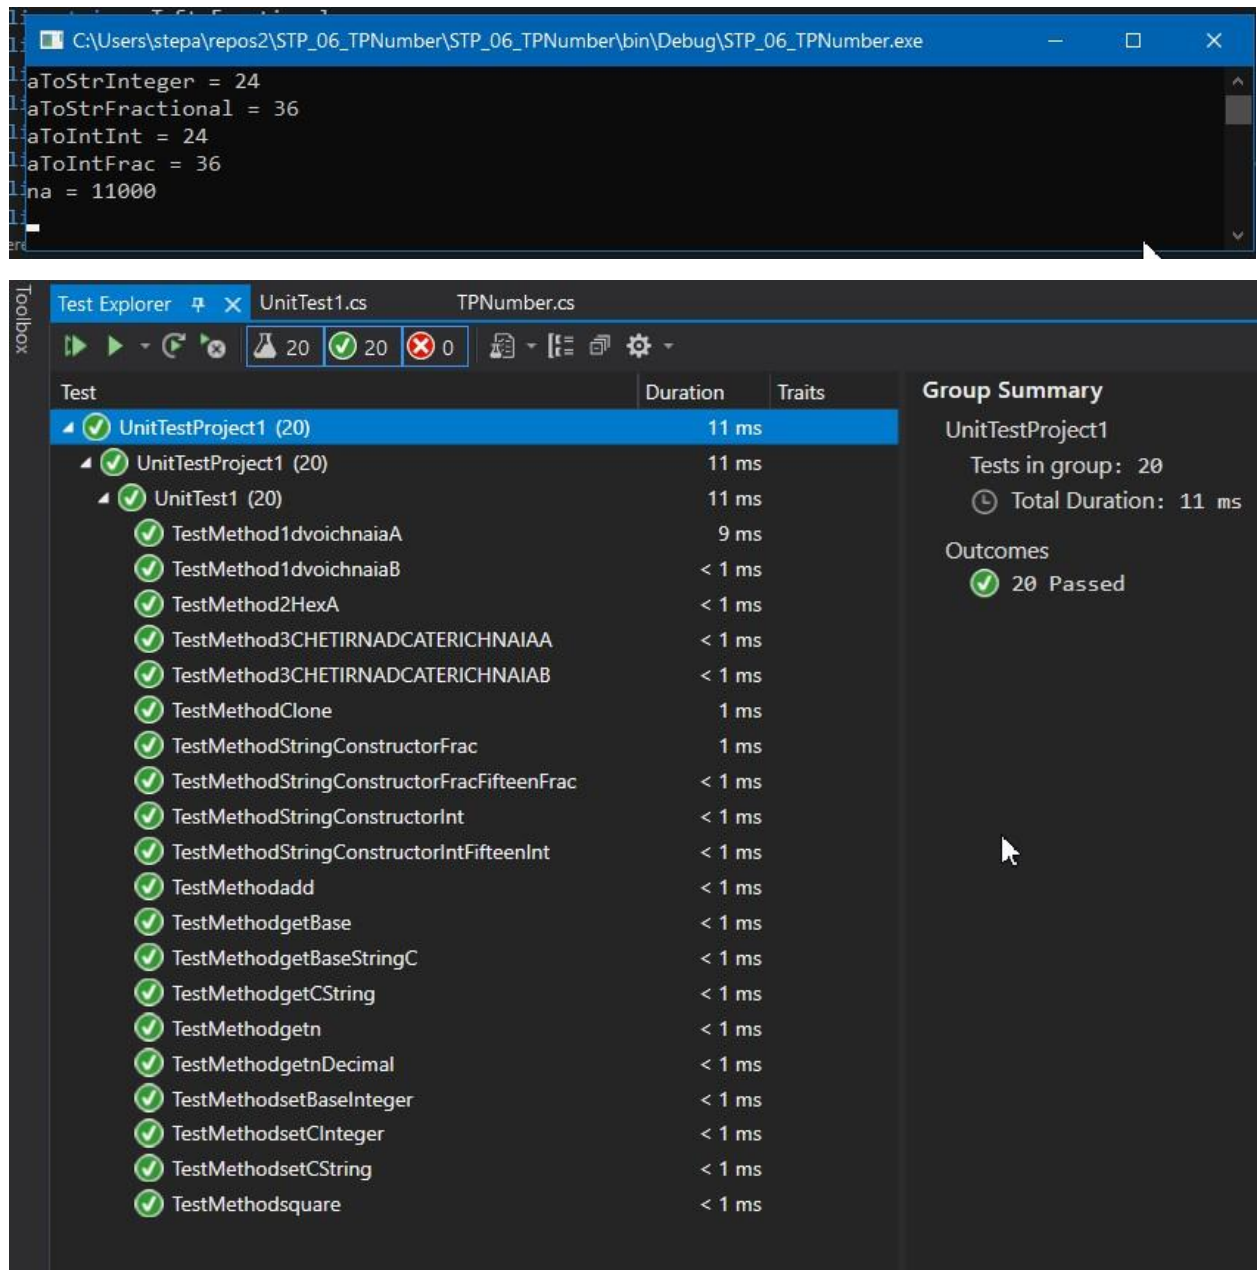 C:\Users\stepa\repos2\STP_06_TPNumber\STP_06_TPNumber\bin\Debug\STP_06_TPNumber.exe
aToStrInteger = 24
aToStrFractional = 36
aToIntInt = 24
aToIntFrac = 36
na = 11000
Toolbox
Test Explorer UnitTest1.cs TPNumber.cs
20 20 0
Test Duration Traits
UnitTestProject1 (20) 11 ms
UnitTestProject1 (20) 11 ms
UnitTest1 (20) 11 ms
TestMethod1dvoichnaiaA 9 ms
TestMethod1dvoichnaiaB < 1 ms
TestMethod2HexA < 1 ms
TestMethod3CHETIRNADCATERICHNAIAA < 1 ms
TestMethod3CHETIRNADCATERICHNAIAB < 1 ms
TestMethodClone 1 ms
TestMethodStringConstructorFrac 1 ms
TestMethodStringConstructorFracFifteenFrac < 1 ms
TestMethodStringConstructorInt < 1 ms
TestMethodStringConstructorIntFifteenInt < 1 ms
TestMethodadd < 1 ms
TestMethodgetBase < 1 ms
TestMethodgetBaseStringC < 1 ms
TestMethodgetCString < 1 ms
TestMethodgetn < 1 ms
TestMethodgetnDecimal < 1 ms
TestMethodsetBaseInteger < 1 ms
TestMethodsetCInteger < 1 ms
TestMethodsetCString < 1 ms
TestMethodsquare < 1 ms
Group Summary
UnitTestProject1
Tests in group: 20
Total Duration: 11 ms
Outcomes
20 Passed